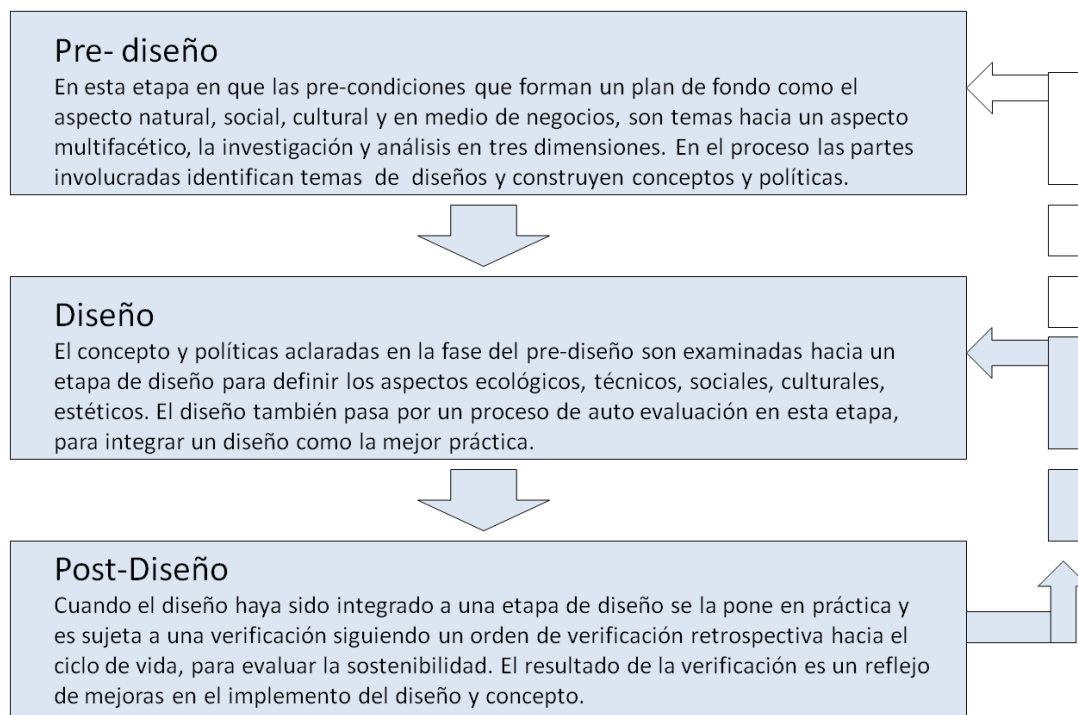 Pre- diseño
En esta etapa en que las pre-condiciones que forman un plan de fondo como el
aspecto natural, social, cultural y en medio de negocios, son temas hacia un aspecto
multifacético, la investigación y análisis en tres dimensiones. En el proceso las partes
involucradas identifican temas de diseños y construyen conceptos y políticas.
Diseño
El concepto y políticas aclaradas en la fase del pre-diseño son examinadas hacia un
etapa de diseño para definir los aspectos ecológicos, técnicos, sociales, culturales,
estéticos. El diseño también pasa por un proceso de auto evaluación en esta etapa,
para integrar un diseño como la mejor práctica.
Post-Diseño
Cuando el diseño haya sido integrado a una etapa de diseño se la pone en práctica y
es sujeta a una verificación siguiendo un orden de verificación retrospectiva hacia el
ciclo de vida, para evaluar la sostenibilidad. El resultado de la verificación es un reflejo
de mejoras en el implemento del diseño y concepto.